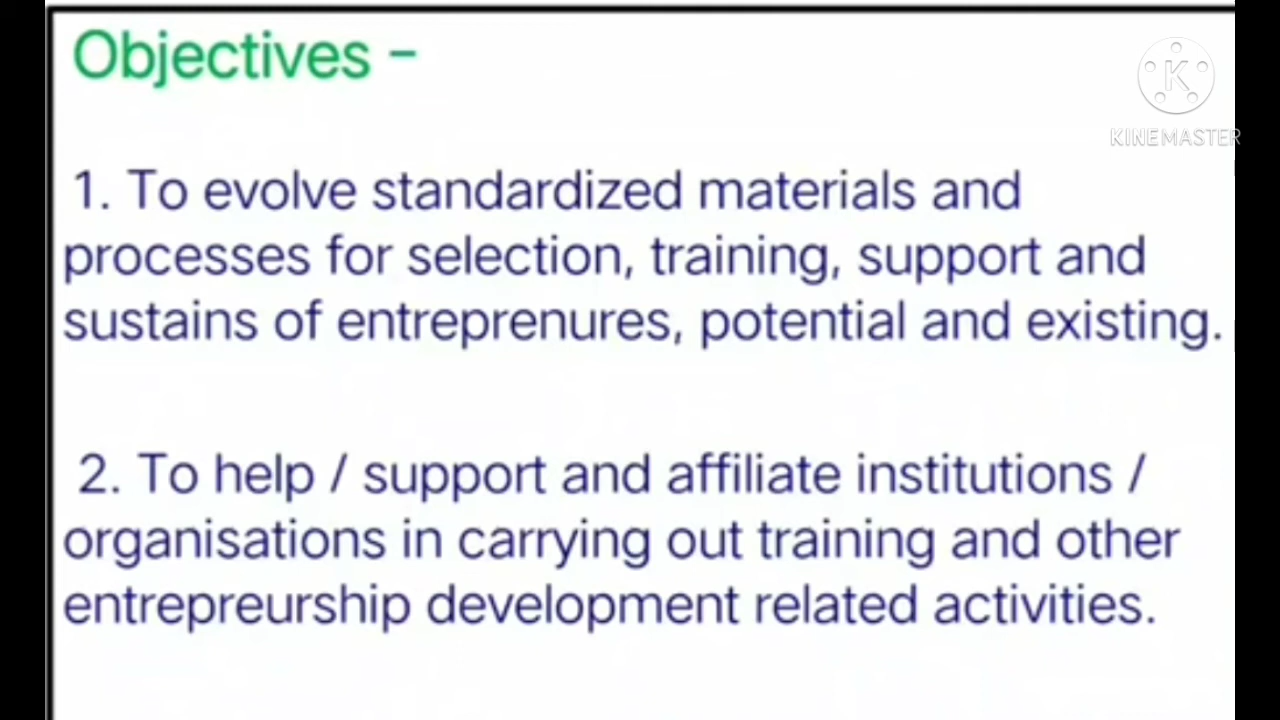 Objectives -
K
KINEMASTER
1. To evolve standardized materials and
processes for selection, training, support and
sustains of entreprenures, potential and existing.
2. To help / support and affiliate institutions /
organisations in carrying out training and other
entrepreurship development related activities.